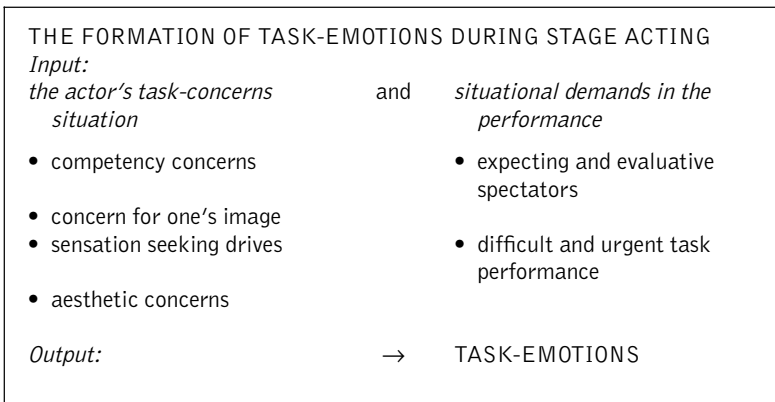 THE FORMATION OF TASK-EMOTIONS DURING STAGE ACTING
Input:
the actor's task-concerns and situational demands in the
situation performance
• competency concerns • expecting and evaluative
spectators
• concern for one's image
• sensation seeking drives • difficult and urgent task
performance
• aesthetic concerns
Output: → TASK-EMOTIONS